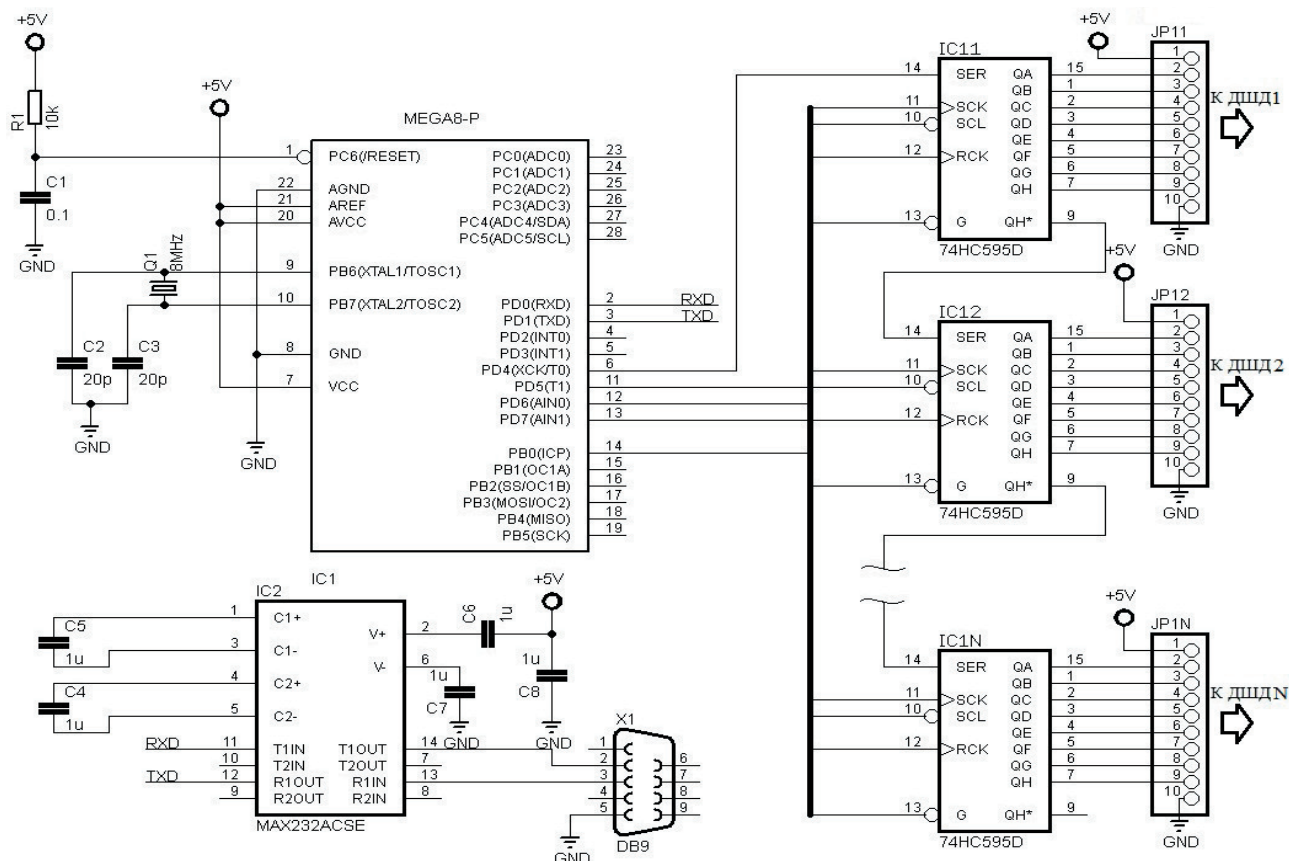 +5V
R1
10k
C1
0.1
GND
+5V
MEGA8-P
1 PC6(/RESET)
22 AGND
21 AREF
20 AVCC
9 PB6(XTAL1/TOSC1)
10 PB7(XTAL2/TOSC2)
8 GND
7 VCC
Q1
8MHz
C2
20p
C3
20p
GND
GND
PC0(ADC0) 23
PC1(ADC1) 24
PC2(ADC2) 25
PC3(ADC3) 26
PC4(ADC4/SDA) 27
PC5(ADC5/SCL) 28
PD0(RXD) 2 RXD
PD1(TXD) 3 TXD
PD2(INT0) 4
PD3(INT1) 5
PD4(XCK/T0) 6
PD5(T1) 11
PD6(AIN0) 12
PD7(AIN1) 13
PB0(ICP) 14
PB1(OC1A) 15
PB2(SS/OC1B) 16
PB3(MOSI/OC2) 17
PB4(MISO) 18
PB5(SCK) 19
IC1
IC2
1 C1+
3 C1-
4 C2+
5 C2-
RXD 11 T1IN
10 T2IN
TXD 12 R1OUT
9 R2OUT
V+ 2
V- 6
T1OUT 14
T2OUT 7
R1IN 13
R2IN 8
MAX232ACSE
C5
1u
C4
1u
C6
1u
+5V
1u
C7
GND
1u
C8
GND
X1
1
2
3
4
5
6
7
8
9
DB9
GND
IC11
14 SER QA 15
QB 1
11 SCK QC 2
10 SCL QD 3
QE 4
12 RCK QF 5
QG 6
QH 7
13 G QH* 9
74HC595D
+5V
JP11
1
2
3
4
5
6
7
8
9
10
GND
К ДШД1
IC12
14 SER QA 15
QB 1
11 SCK QC 2
10 SCL QD 3
QE 4
12 RCK QF 5
QG 6
QH 7
13 G QH* 9
74HC595D
+5V
JP12
1
2
3
4
5
6
7
8
9
10
GND
К ДШД2
IC1N
14 SER QA 15
QB 1
11 SCK QC 2
10 SCL QD 3
QE 4
12 RCK QF 5
QG 6
QH 7
13 G QH* 9
74HC595D
+5V
JP1N
1
2
3
4
5
6
7
8
9
10
GND
К ДШДN